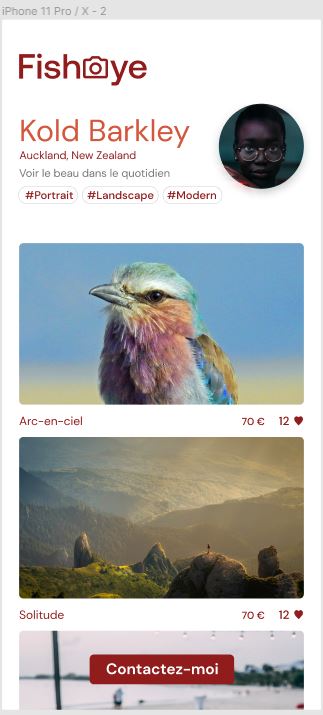 iPhone 11 Pro / X - 2
Fisheye
Kold Barkley
Auckland, New Zealand
Voir le beau dans le quotidien
#Portrait #Landscape #Modern
Arc-en-ciel 70 € 12 ♥
Solitude 70 € 12 ♥
Contactez-moi